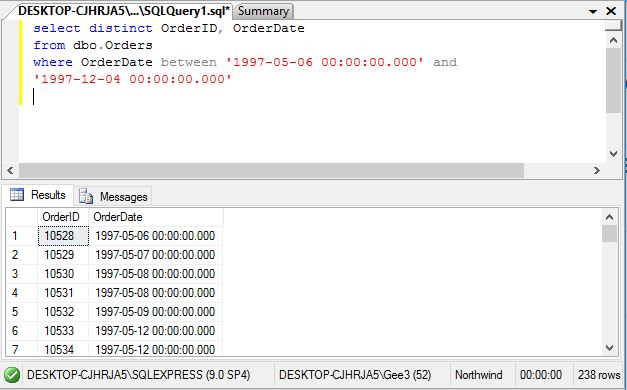 DESKTOP-CJHRJA5\...\SQLQuery1.sql* Summary
select distinct OrderID, OrderDate
from dbo.Orders
where OrderDate between '1997-05-06 00:00:00.000' and
'1997-12-04 00:00:00.000'
Results Messages
OrderID OrderDate
1 10528 1997-05-06 00:00:00.000
2 10529 1997-05-07 00:00:00.000
3 10530 1997-05-08 00:00:00.000
4 10531 1997-05-08 00:00:00.000
5 10532 1997-05-09 00:00:00.000
6 10533 1997-05-12 00:00:00.000
7 10534 1997-05-12 00:00:00.000
DESKTOP-CJHRJA5\SQLEXPRESS (9.0 SP4) DESKTOP-CJHRJA5\Gee3 (52) Northwind 00:00:00 238 rows